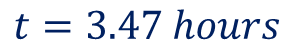 t = 3.47 hours